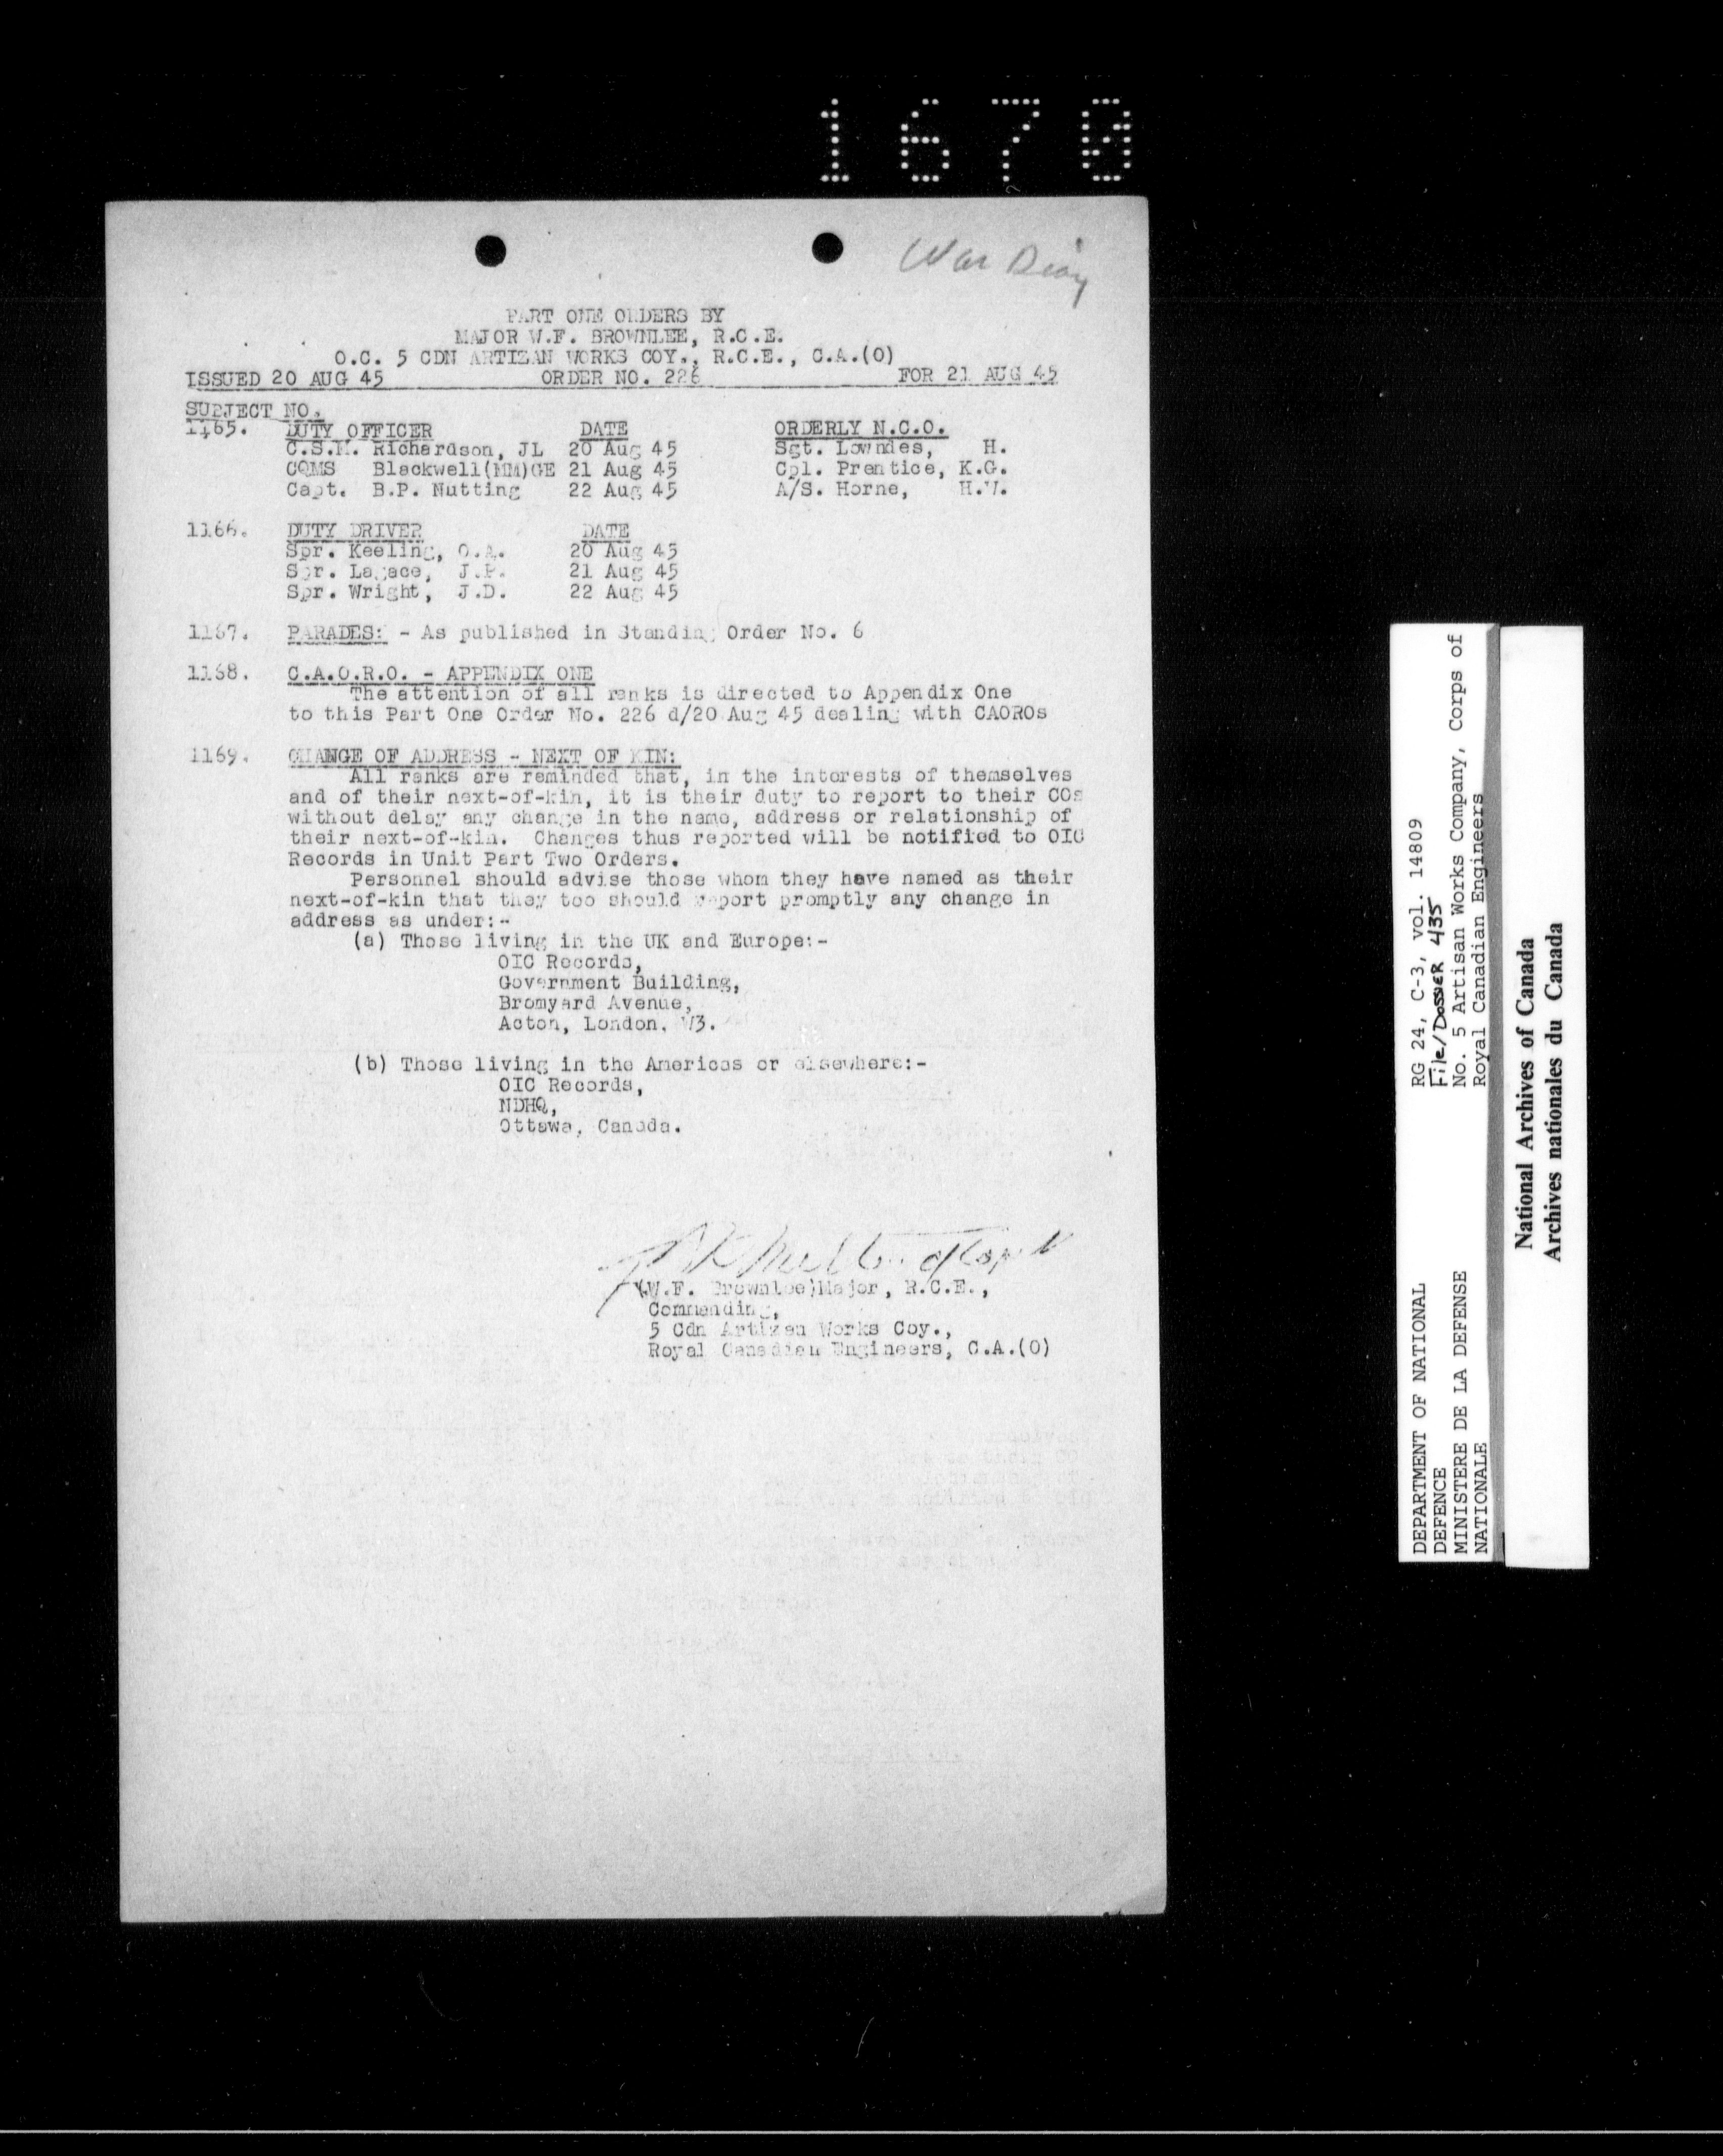 1670
War Diary
PART ONE ORDERS BY
MAJOR W.F. BROWNLEE, R.C.E.
O.C. 5 CDN ARTIZAN WORKS COY., R.C.E., C.A.(O)
ISSUED 20 AUG 45 ORDER NO. 226 FOR 21 AUG 45
SUBJECT NO.
1165. DUTY OFFICER DATE ORDERLY N.C.O.
C.S.M. Richardson, JL 20 Aug 45 Sgt. Lowndes, H.
CQMS Blackwell(MM)GE 21 Aug 45 Cpl. Prentice, K.G.
Capt. B.P. Nutting 22 Aug 45 A/S. Horne, H.W.
1166. DUTY DRIVER DATE
Spr. Keeling, O.A. 20 Aug 45
Spr. Lagace, J.P. 21 Aug 45
Spr. Wright, J.D. 22 Aug 45
1167. PARADES: - As published in Standing Order No. 6
1168. C.A.O.R.O. - APPENDIX ONE
The attention of all ranks is directed to Appendix One
to this Part One Order No. 226 d/20 Aug 45 dealing with CAOROs
1169. CHANGE OF ADDRESS - NEXT OF KIN:
All ranks are reminded that, in the interests of themselves
and of their next-of-kin, it is their duty to report to their COs
without delay any change in the name, address or relationship of
their next-of-kin. Changes thus reported will be notified to OIC
Records in Unit Part Two Orders.
Personnel should advise those whom they have named as their
next-of-kin that they too should report promptly any change in
address as under:-
(a) Those living in the UK and Europe:-
OIC Records,
Government Building,
Bromyard Avenue,
Acton, London, W3.
(b) Those living in the Americas or elsewhere:-
OIC Records,
NDHQ,
Ottawa, Canada.
(W.F. Brownlee)Major, R.C.E.,
Commanding,
5 Cdn Artizan Works Coy.,
Royal Canadian Engineers, C.A.(O)
DEPARTMENT OF NATIONAL
DEFENCE
MINISTERE DE LA DEFENSE
NATIONALE
RG 24, C-3, vol. 14809
File/DOSSIER 435
No. 5 Artisan Works Company, Corps of
Royal Canadian Engineers
National Archives of Canada
Archives nationales du Canada